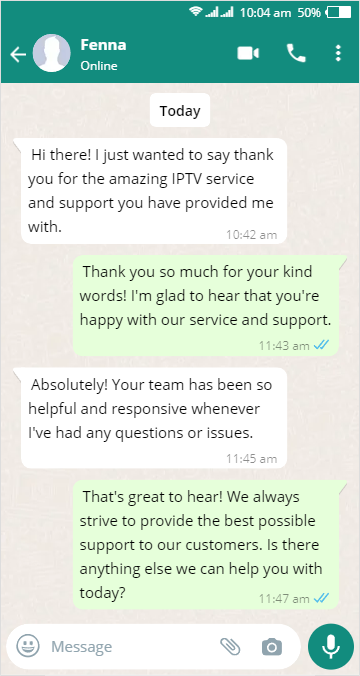 10:04 am 50%
Fenna
Online
Today
Hi there! I just wanted to say thank
you for the amazing IPTV service
and support you have provided me
with.
10:42 am
Thank you so much for your kind
words! I'm glad to hear that you're
happy with our service and support.
11:43 am
Absolutely! Your team has been so
helpful and responsive whenever
I've had any questions or issues.
11:45 am
That's great to hear! We always
strive to provide the best possible
support to our customers. Is there
anything else we can help you with
today?
11:47 am
Message